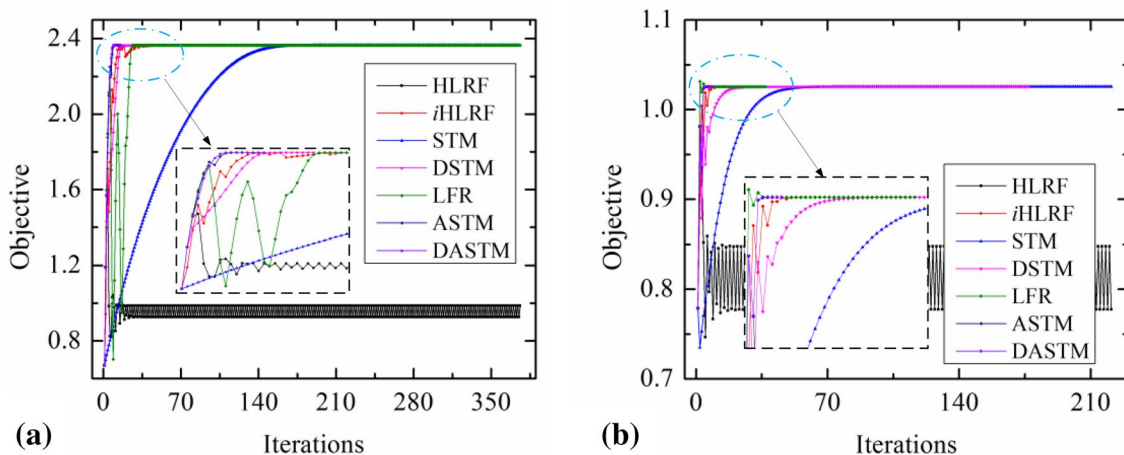 2.4
2.0
1.6
1.2
0.8
Objective
HLRF
iHLRF
STM
DSTM
LFR
ASTM
DASTM
0 70 140 210 280 350
Iterations
(a)
(b)
1.1
1.0
0.9
0.8
0.7
Objective
HLRF
iHLRF
STM
DSTM
LFR
ASTM
DASTM
0 70 140 210
Iterations